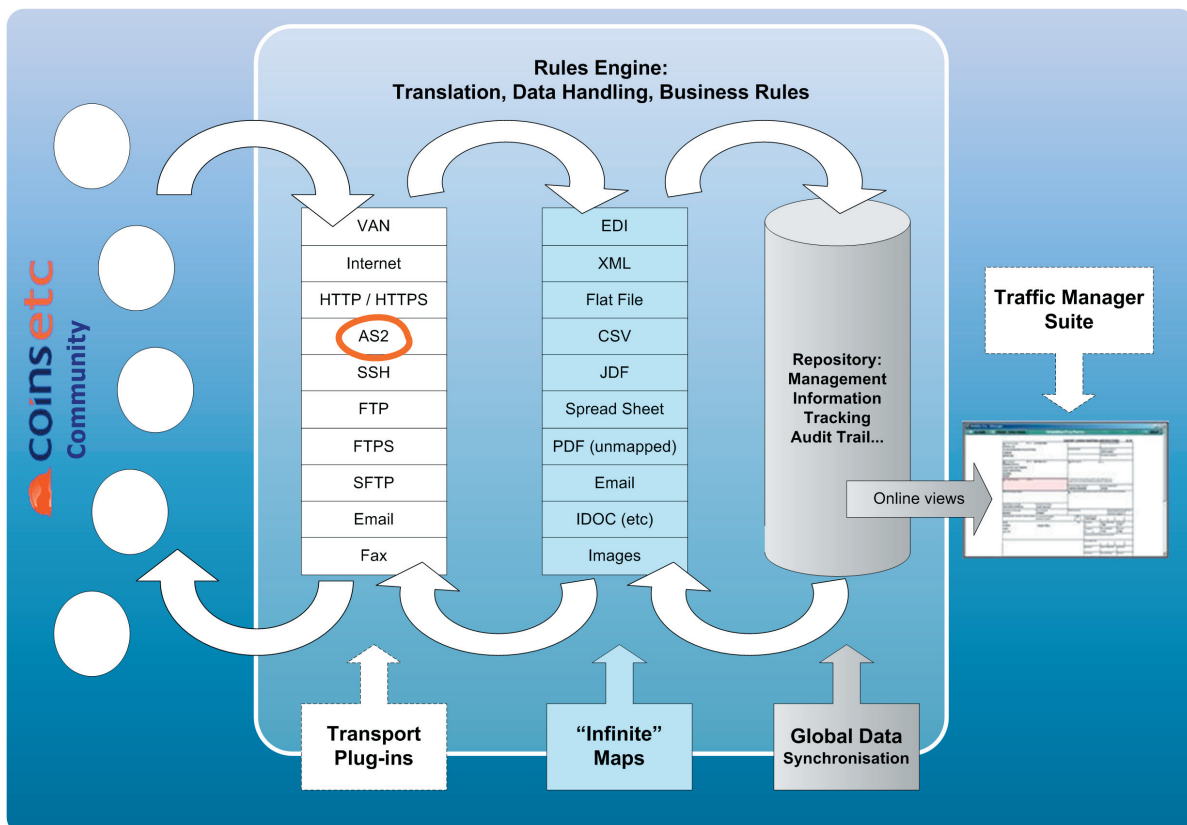 Rules Engine:
Translation, Data Handling, Business Rules
coinsetc
Community
VAN
Internet
HTTP / HTTPS
AS2
SSH
FTP
FTPS
SFTP
Email
Fax
EDI
XML
Flat File
CSV
JDF
Spread Sheet
PDF (unmapped)
Email
IDOC (etc)
Images
Repository:
Management
Information
Tracking
Audit Trail...
Online views
Traffic Manager
Suite
Transport
Plug-ins
“Infinite”
Maps
Global Data
Synchronisation